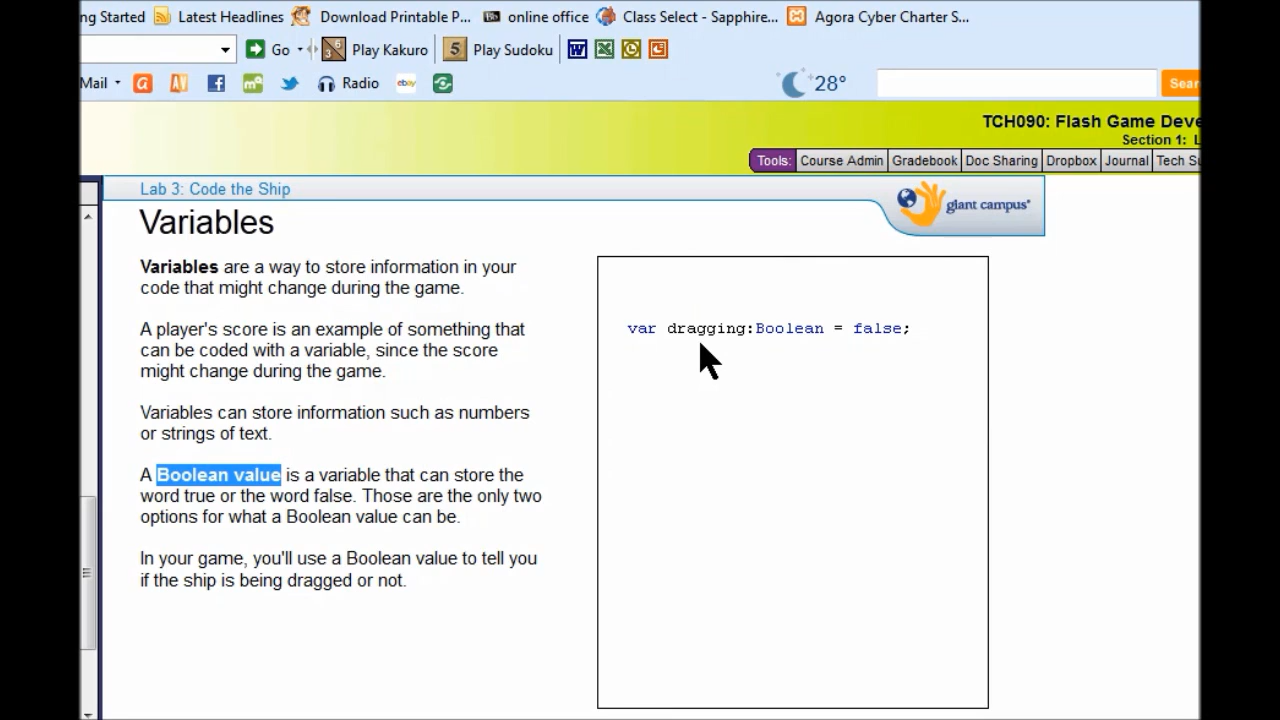 ng Started Latest Headlines Download Printable P... online office Class Select - Sapphire... Agora Cyber Charter S...
Go Play Kakuro 5 Play Sudoku
Mail Radio ebay 28° Sear
TCH090: Flash Game Deve
Section 1: L
Tools: Course Admin Gradebook Doc Sharing Dropbox Journal Tech Su
Lab 3: Code the Ship
giant campus
Variables
Variables are a way to store information in your
code that might change during the game.
A player's score is an example of something that
can be coded with a variable, since the score
might change during the game.
Variables can store information such as numbers
or strings of text.
A Boolean value is a variable that can store the
word true or the word false. Those are the only two
options for what a Boolean value can be.
In your game, you'll use a Boolean value to tell you
if the ship is being dragged or not.
var dragging:Boolean = false;